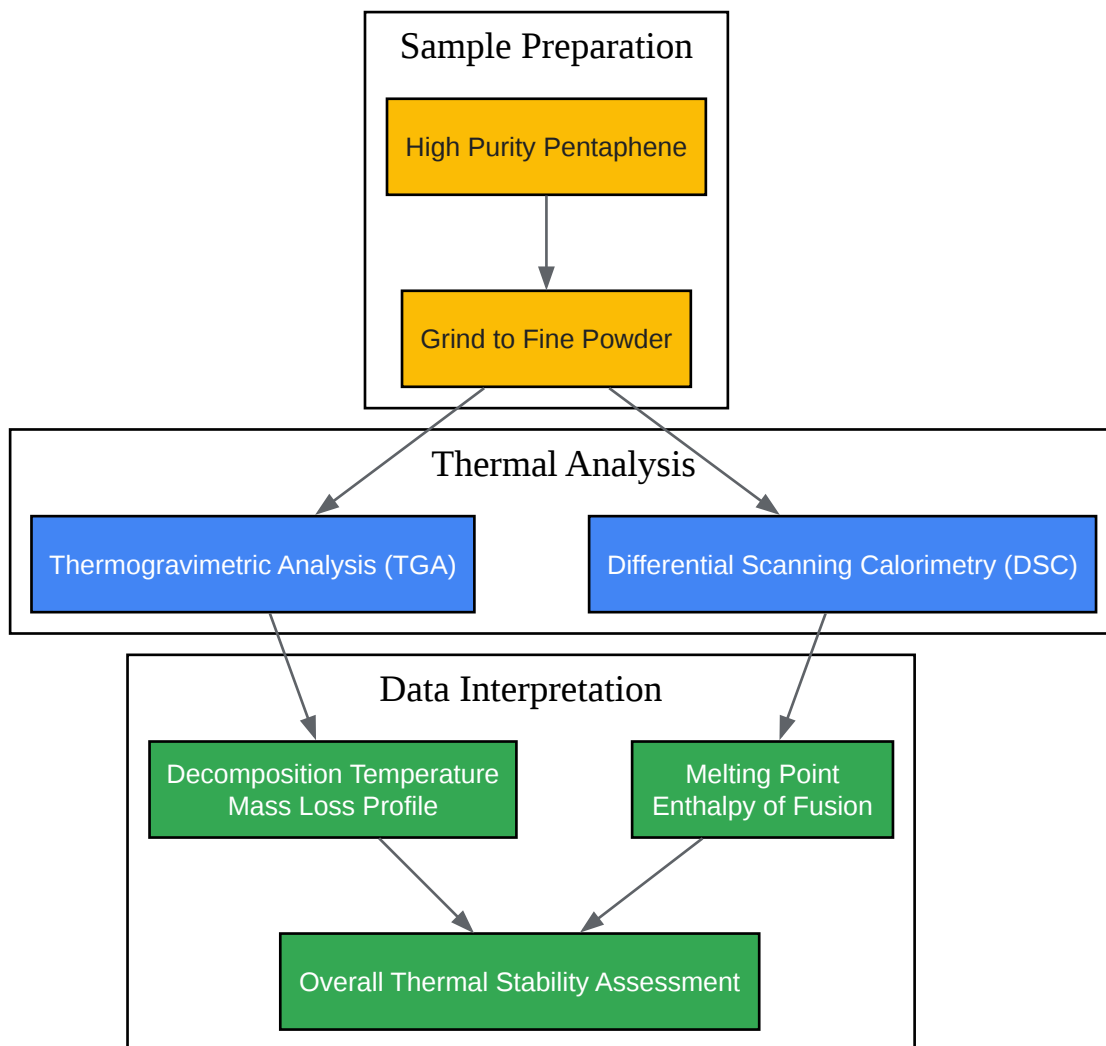 Sample Preparation
High Purity Pentaphene
Grind to Fine Powder
Thermal Analysis
Thermogravimetric Analysis (TGA)
Differential Scanning Calorimetry (DSC)
Data Interpretation
Decomposition Temperature
Mass Loss Profile
Melting Point
Enthalpy of Fusion
Overall Thermal Stability Assessment